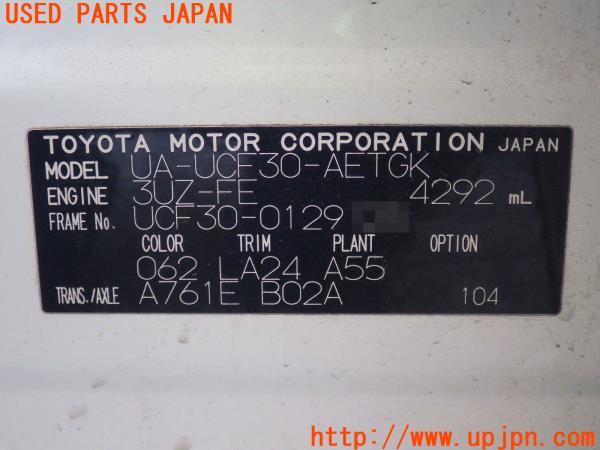 USED PARTS JAPAN
TOYOTA MOTOR CORPORATION JAPAN
MODEL UA-UCF30-AETGK
ENGINE 3UZ-FE 4292 mL
FRAME No. UCF30-0129
COLOR TRIM PLANT OPTION
062 LA24 A55
TRANS./AXLE A761E B02A 104
http://www.upjpn.com/